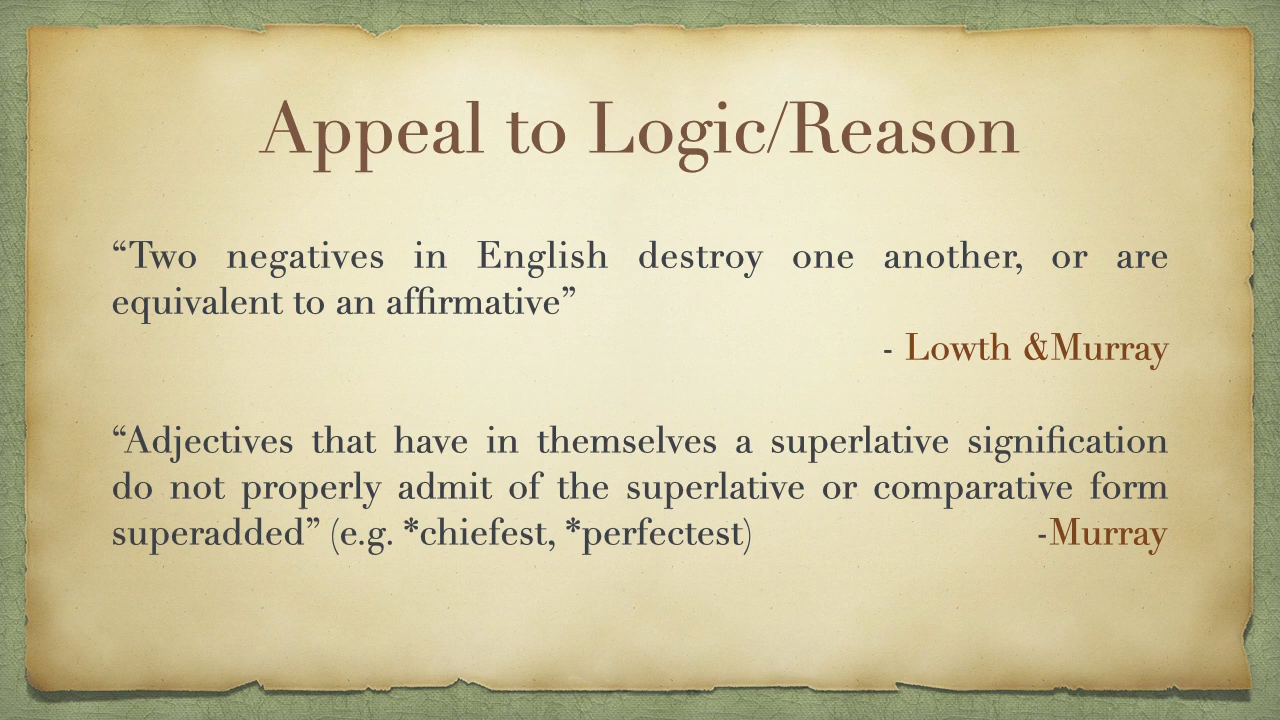 Appeal to Logic/Reason
“Two negatives in English destroy one another, or are
equivalent to an affirmative”
- Lowth &Murray
“Adjectives that have in themselves a superlative signification
do not properly admit of the superlative or comparative form
superadded” (e.g. *chiefest, *perfectest) -Murray